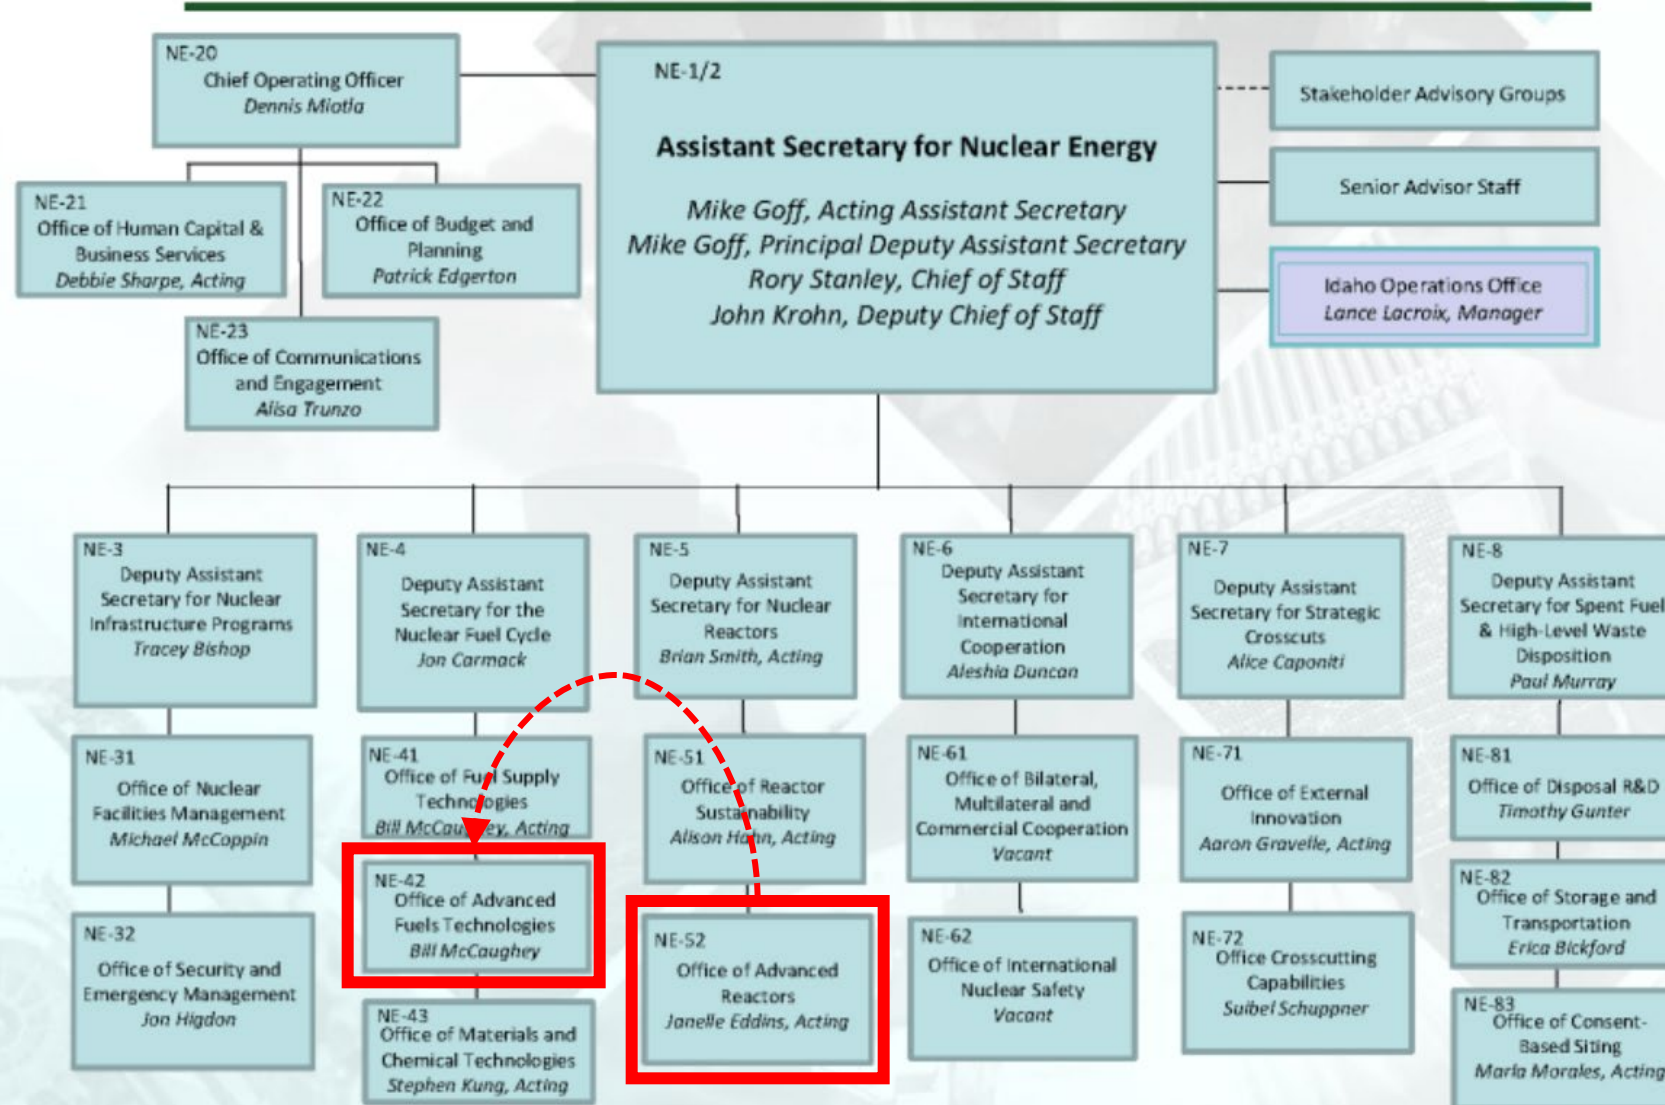 NE-20
Chief Operating Officer
Dennis Miotla
NE-1/2
Assistant Secretary for Nuclear Energy
Mike Goff, Acting Assistant Secretary
Mike Goff, Principal Deputy Assistant Secretary
Rory Stanley, Chief of Staff
John Krohn, Deputy Chief of Staff
Stakeholder Advisory Groups
Senior Advisor Staff
Idaho Operations Office
Lance Lacroix, Manager
NE-21
Office of Human Capital &
Business Services
Debbie Sharpe, Acting
NE-22
Office of Budget and
Planning
Patrick Edgerton
NE-23
Office of Communications
and Engagement
Alisa Trunzo
NE-3
Deputy Assistant
Secretary for Nuclear
Infrastructure Programs
Tracey Bishop
NE-4
Deputy Assistant
Secretary for the
Nuclear Fuel Cycle
Jon Carmack
NE-5
Deputy Assistant
Secretary for Nuclear
Reactors
Brian Smith, Acting
NE-6
Deputy Assistant
Secretary for
International
Cooperation
Aleshia Duncan
NE-7
Deputy Assistant
Secretary for Strategic
Crosscuts
Alice Caponiti
NE-8
Deputy Assistant
Secretary for Spent Fuel
& High-Level Waste
Disposition
Paul Murray
NE-31
Office of Nuclear
Facilities Management
Michael McCoppin
NE-41
Office of Fuel Supply
Technologies
Bill McCaughey, Acting
NE-51
Office of Reactor
Sustainability
Alison Hahn, Acting
NE-61
Office of Bilateral,
Multilateral and
Commercial Cooperation
Vacant
NE-71
Office of External
Innovation
Aaron Gravelle, Acting
NE-81
Office of Disposal R&D
Timothy Gunter
NE-32
Office of Security and
Emergency Management
Jon Higdon
NE-42
Office of Advanced
Fuels Technologies
Bill McCaughey
NE-52
Office of Advanced
Reactors
Janelle Eddins, Acting
NE-62
Office of International
Nuclear Safety
Vacant
NE-72
Office Crosscutting
Capabilities
Suibel Schuppner
NE-82
Office of Storage and
Transportation
Erica Bickford
NE-43
Office of Materials and
Chemical Technologies
Stephen Kung, Acting
NE-83
Office of Consent-
Based Siting
Marla Morales, Acting